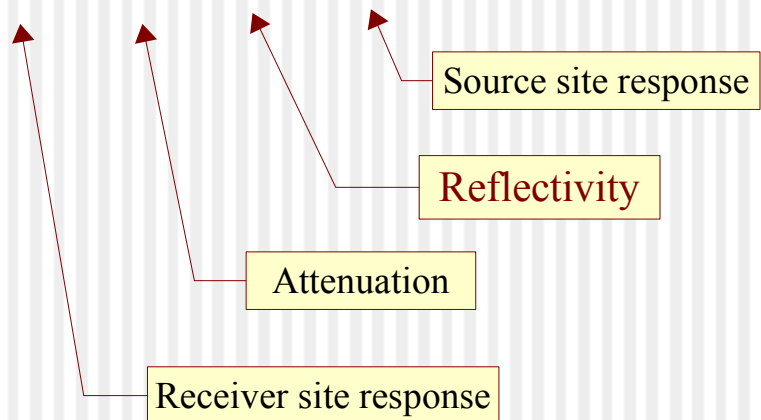 Source site response
Reflectivity
Attenuation
Receiver site response